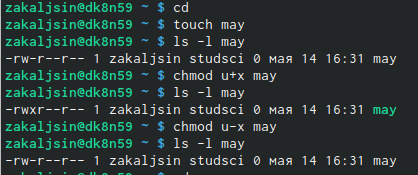 zakaljsin@dk8n59 ~ $ cd
zakaljsin@dk8n59 ~ $ touch may
zakaljsin@dk8n59 ~ $ ls -l may
-rw-r--r-- 1 zakaljsin studsci 0 мая 14 16:31 may
zakaljsin@dk8n59 ~ $ chmod u+x may
zakaljsin@dk8n59 ~ $ ls -l may
-rwxr--r-- 1 zakaljsin studsci 0 мая 14 16:31 may
zakaljsin@dk8n59 ~ $ chmod u-x may
zakaljsin@dk8n59 ~ $ ls -l may
-rw-r--r-- 1 zakaljsin studsci 0 мая 14 16:31 may